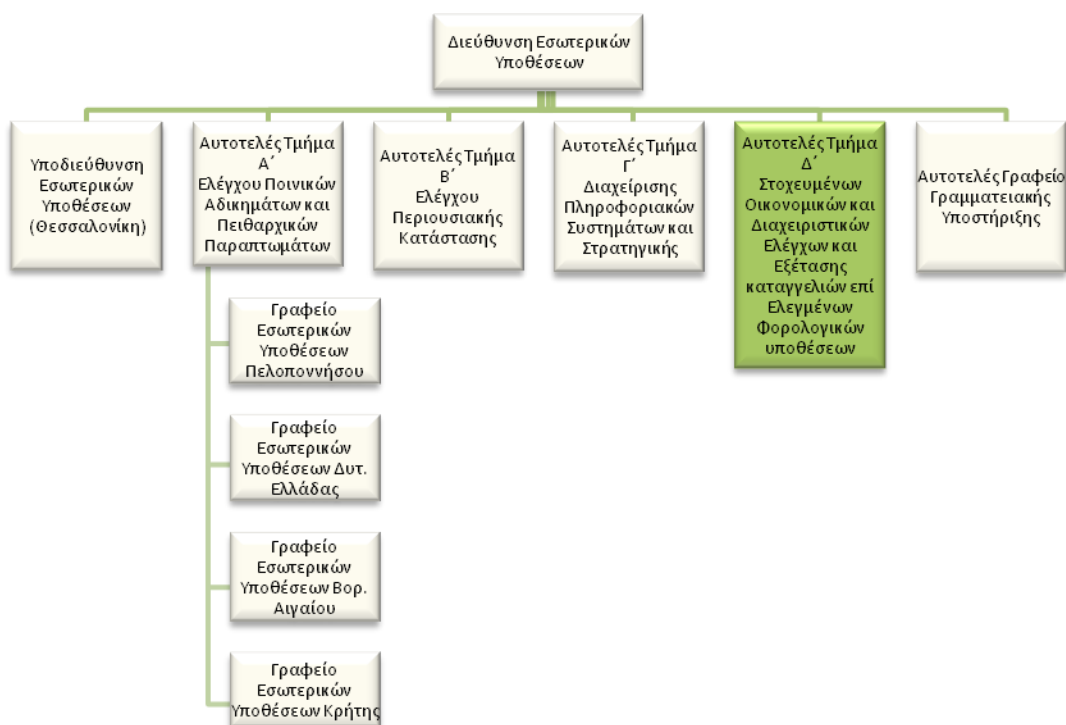 Διεύθυνση Εσωτερικών
Υποθέσεων
Υποδιεύθυνση
Εσωτερικών
Υποθέσεων
(Θεσσαλονίκη)
Αυτοτελές Τμήμα
Α΄
Ελέγχου Ποινικών
Αδικημάτων και
Πειθαρχικών
Παραπτωμάτων
Αυτοτελές Τμήμα
Β΄
Ελέγχου
Περιουσιακής
Κατάστασης
Αυτοτελές Τμήμα
Γ΄
Διαχείρισης
Πληροφοριακών
Συστημάτων και
Στρατηγικής
Αυτοτελές Τμήμα
Δ΄
Στοχευμένων
Οικονομικών και
Διαχειριστικών
Ελέγχων και
Εξέτασης
καταγγελιών επί
Ελεγμένων
Φορολογικών
υποθέσεων
Αυτοτελές Γραφείο
Γραμματειακής
Υποστήριξης
Γραφείο
Εσωτερικών
Υποθέσεων
Πελοποννήσου
Γραφείο
Εσωτερικών
Υποθέσεων Δυτ.
Ελλάδας
Γραφείο
Εσωτερικών
Υποθέσεων Βορ.
Αιγαίου
Γραφείο
Εσωτερικών
Υποθέσεων Κρήτης